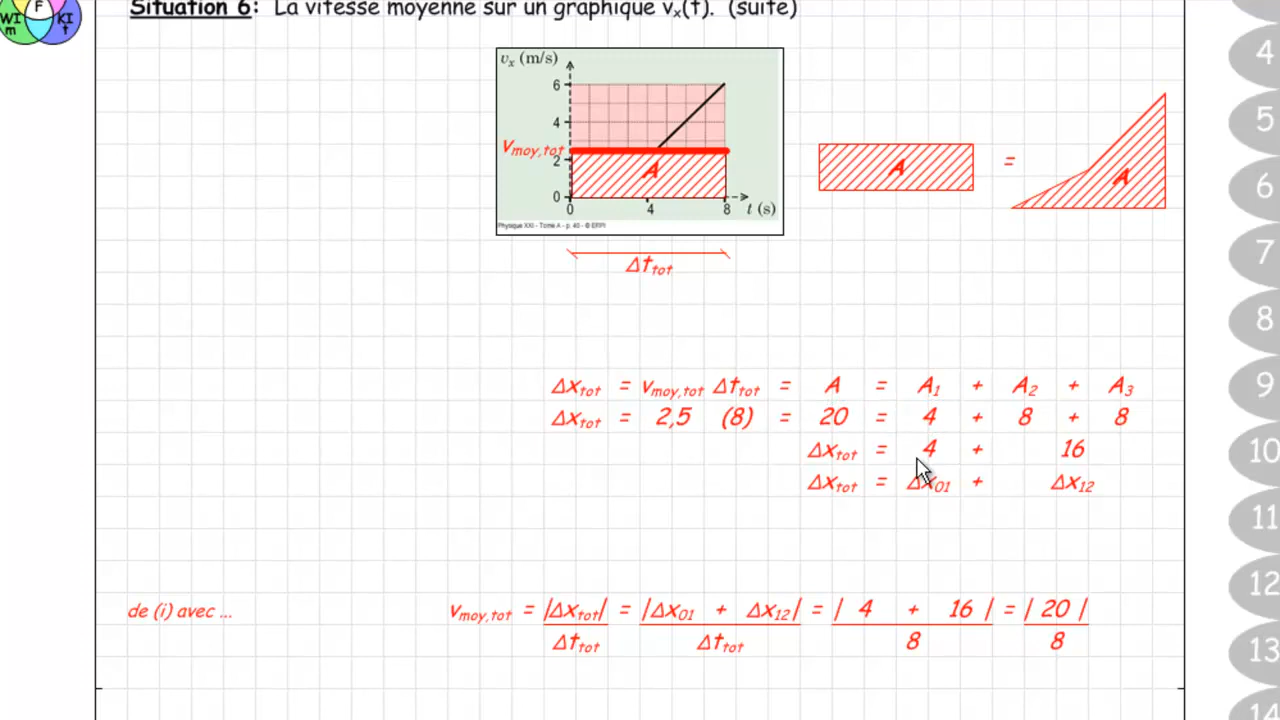 Situation 6: La vitesse moyenne sur un graphique vₓ(t). (suite)
F
WI
m
KI
t
vₓ (m/s)
6
4
vmoy,tot
2
A
0
0 4 8 t (s)
Physique XXI - Tome A - p. 40 - © ERPI
Δttot
A = A
Δxtot = vmoy,tot Δttot = A = A1 + A2 + A3
Δxtot = 2,5 (8) = 20 = 4 + 8 + 8
Δxtot = 4 + 16
Δxtot = Δx01 + Δx12
de (i) avec ... vmoy,tot = |Δxtot| = |Δx01 + Δx12| = | 4 + 16 | = | 20 |
Δttot Δttot 8 8
4
5
6
7
8
9
10
11
12
13
14